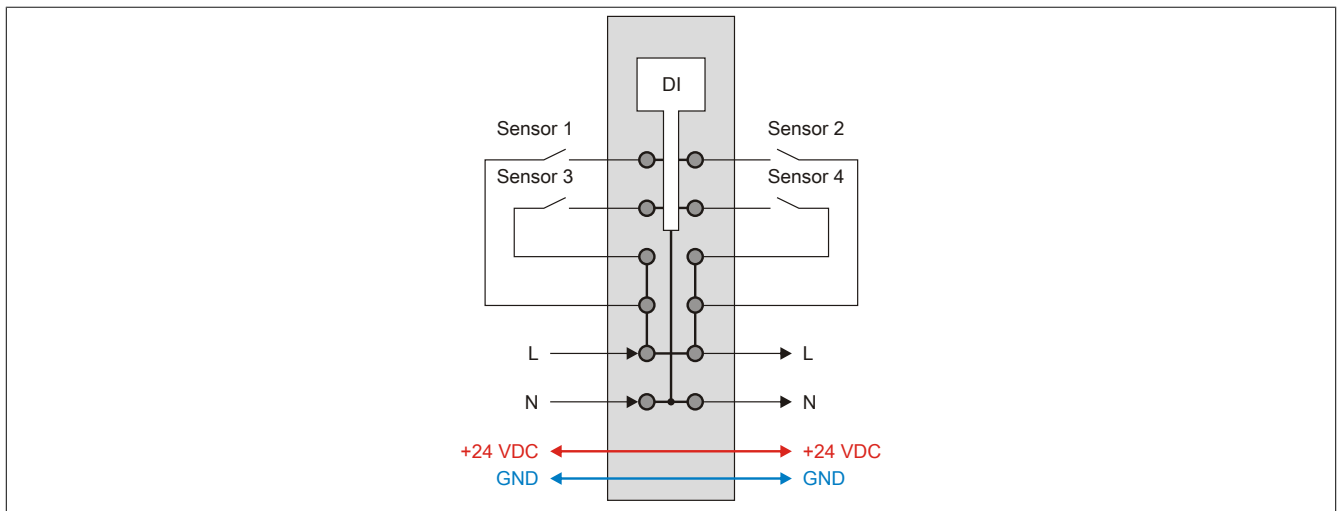 DI
Sensor 1
Sensor 2
Sensor 3
Sensor 4
L
L
N
N
+24 VDC
+24 VDC
GND
GND